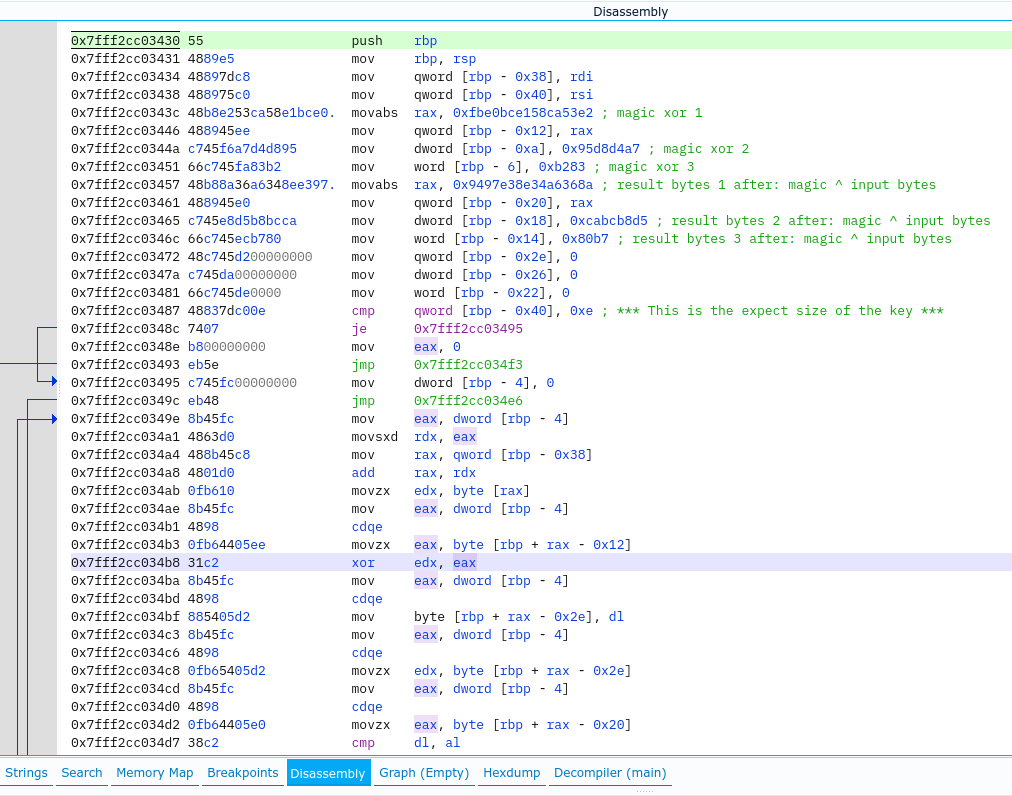 Disassembly
0x7fff2cc03430 55 push rbp
0x7fff2cc03431 4889e5 mov rbp, rsp
0x7fff2cc03434 48897dc8 mov qword [rbp - 0x38], rdi
0x7fff2cc03438 488975c0 mov qword [rbp - 0x40], rsi
0x7fff2cc0343c 48b8e253ca58e1bce0. movabs rax, 0xfbe0bce158ca53e2 ; magic xor 1
0x7fff2cc03446 488945ee mov qword [rbp - 0x12], rax
0x7fff2cc0344a c745f6a7d4d895 mov dword [rbp - 0xa], 0x95d8d4a7 ; magic xor 2
0x7fff2cc03451 66c745fa83b2 mov word [rbp - 6], 0xb283 ; magic xor 3
0x7fff2cc03457 48b88a36a6348ee397. movabs rax, 0x9497e38e34a6368a ; result bytes 1 after: magic ^ input bytes
0x7fff2cc03461 488945e0 mov qword [rbp - 0x20], rax
0x7fff2cc03465 c745e8d5b8bcca mov dword [rbp - 0x18], 0xcabcb8d5 ; result bytes 2 after: magic ^ input bytes
0x7fff2cc0346c 66c745ecb780 mov word [rbp - 0x14], 0x80b7 ; result bytes 3 after: magic ^ input bytes
0x7fff2cc03472 48c745d200000000 mov qword [rbp - 0x2e], 0
0x7fff2cc0347a c745da00000000 mov dword [rbp - 0x26], 0
0x7fff2cc03481 66c745de0000 mov word [rbp - 0x22], 0
0x7fff2cc03487 48837dc00e cmp qword [rbp - 0x40], 0xe ; *** This is the expect size of the key ***
0x7fff2cc0348c 7407 je 0x7fff2cc03495
0x7fff2cc0348e b800000000 mov eax, 0
0x7fff2cc03493 eb5e jmp 0x7fff2cc034f3
0x7fff2cc03495 c745fc00000000 mov dword [rbp - 4], 0
0x7fff2cc0349c eb48 jmp 0x7fff2cc034e6
0x7fff2cc0349e 8b45fc mov eax, dword [rbp - 4]
0x7fff2cc034a1 4863d0 movsxd rdx, eax
0x7fff2cc034a4 488b45c8 mov rax, qword [rbp - 0x38]
0x7fff2cc034a8 4801d0 add rax, rdx
0x7fff2cc034ab 0fb610 movzx edx, byte [rax]
0x7fff2cc034ae 8b45fc mov eax, dword [rbp - 4]
0x7fff2cc034b1 4898 cdqe
0x7fff2cc034b3 0fb64405ee movzx eax, byte [rbp + rax - 0x12]
0x7fff2cc034b8 31c2 xor edx, eax
0x7fff2cc034ba 8b45fc mov eax, dword [rbp - 4]
0x7fff2cc034bd 4898 cdqe
0x7fff2cc034bf 885405d2 mov byte [rbp + rax - 0x2e], dl
0x7fff2cc034c3 8b45fc mov eax, dword [rbp - 4]
0x7fff2cc034c6 4898 cdqe
0x7fff2cc034c8 0fb65405d2 movzx edx, byte [rbp + rax - 0x2e]
0x7fff2cc034cd 8b45fc mov eax, dword [rbp - 4]
0x7fff2cc034d0 4898 cdqe
0x7fff2cc034d2 0fb64405e0 movzx eax, byte [rbp + rax - 0x20]
0x7fff2cc034d7 38c2 cmp dl, al
Strings Search Memory Map Breakpoints Disassembly Graph (Empty) Hexdump Decompiler (main)